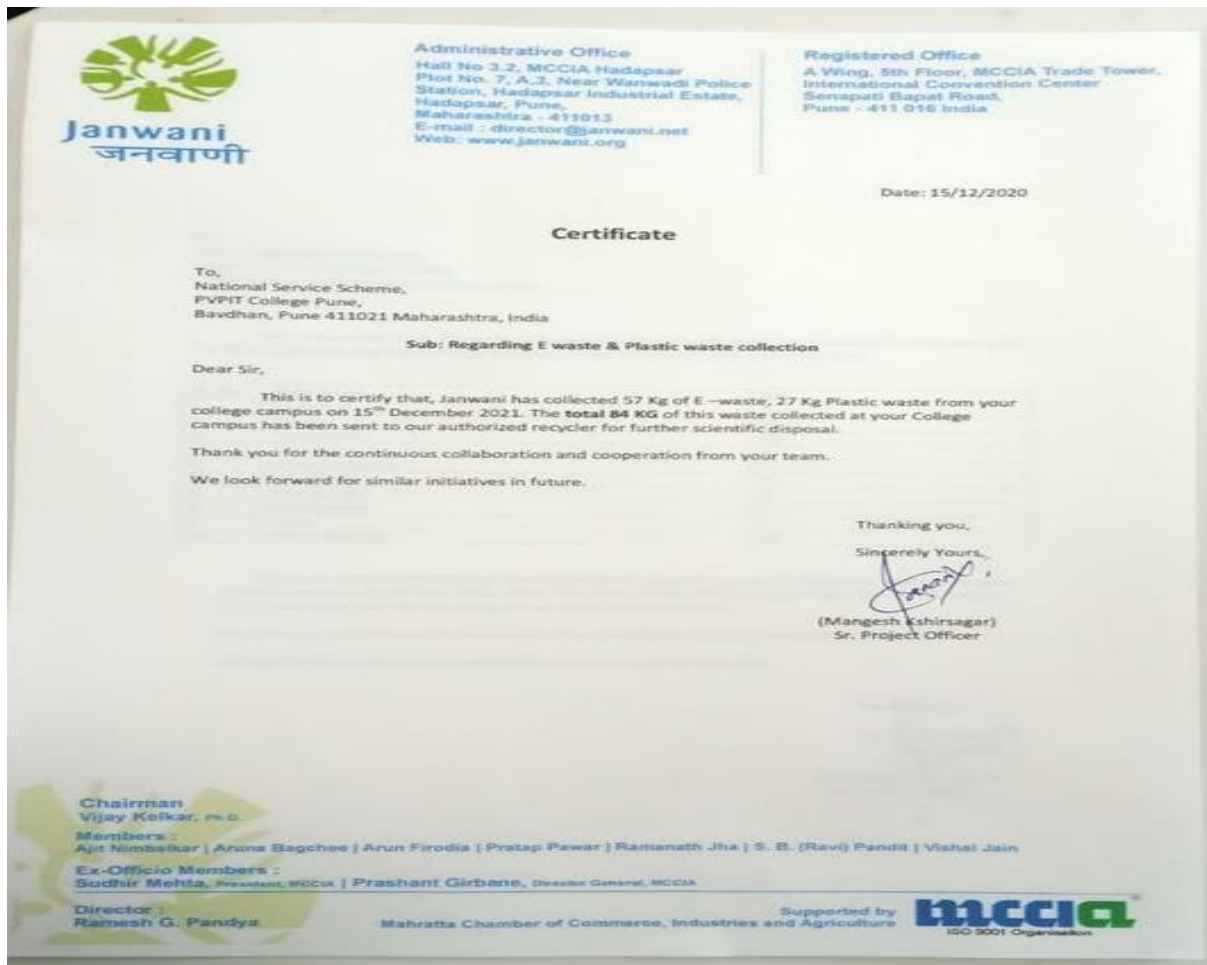 Janwani
जनवाणी
Administrative Office
Hall No 3.2, MCCIA Hadapsar
Plot No. 7, A.3, Near Wanwadi Police
Station, Hadapsar Industrial Estate,
Hadapsar, Pune,
Maharashtra - 411013
E-mail : director@janwani.net
Web: www.janwani.org
Registered Office
A Wing, 5th Floor, MCCIA Trade Tower,
International Convention Center
Senapati Bapat Road,
Pune - 411 016 India
Date: 15/12/2020
Certificate
To,
National Service Scheme,
PVPIT College Pune,
Bavdhan, Pune 411021 Maharashtra, India
Sub: Regarding E waste & Plastic waste collection
Dear Sir,
This is to certify that, Janwani has collected 57 Kg of E –waste, 27 Kg Plastic waste from your
college campus on 15th December 2021. The total 84 KG of this waste collected at your College
campus has been sent to our authorized recycler for further scientific disposal.
Thank you for the continuous collaboration and cooperation from your team.
We look forward for similar initiatives in future.
Thanking you,
Sincerely Yours,
(Mangesh Kshirsagar)
Sr. Project Officer
Chairman
Vijay Kelkar, Ph.D.
Members :
Ajit Nimbalkar | Aruna Bagchee | Arun Firodia | Pratap Pawar | Ramanath Jha | S. B. (Ravi) Pandit | Vishal Jain
Ex-Officio Members :
Sudhir Mehta, President, MCCIA | Prashant Girbane, Director General, MCCIA
Director :
Ramesh G. Pandya
Supported by
Mahratta Chamber of Commerce, Industries and Agriculture
mccia
ISO 9001 Organisation